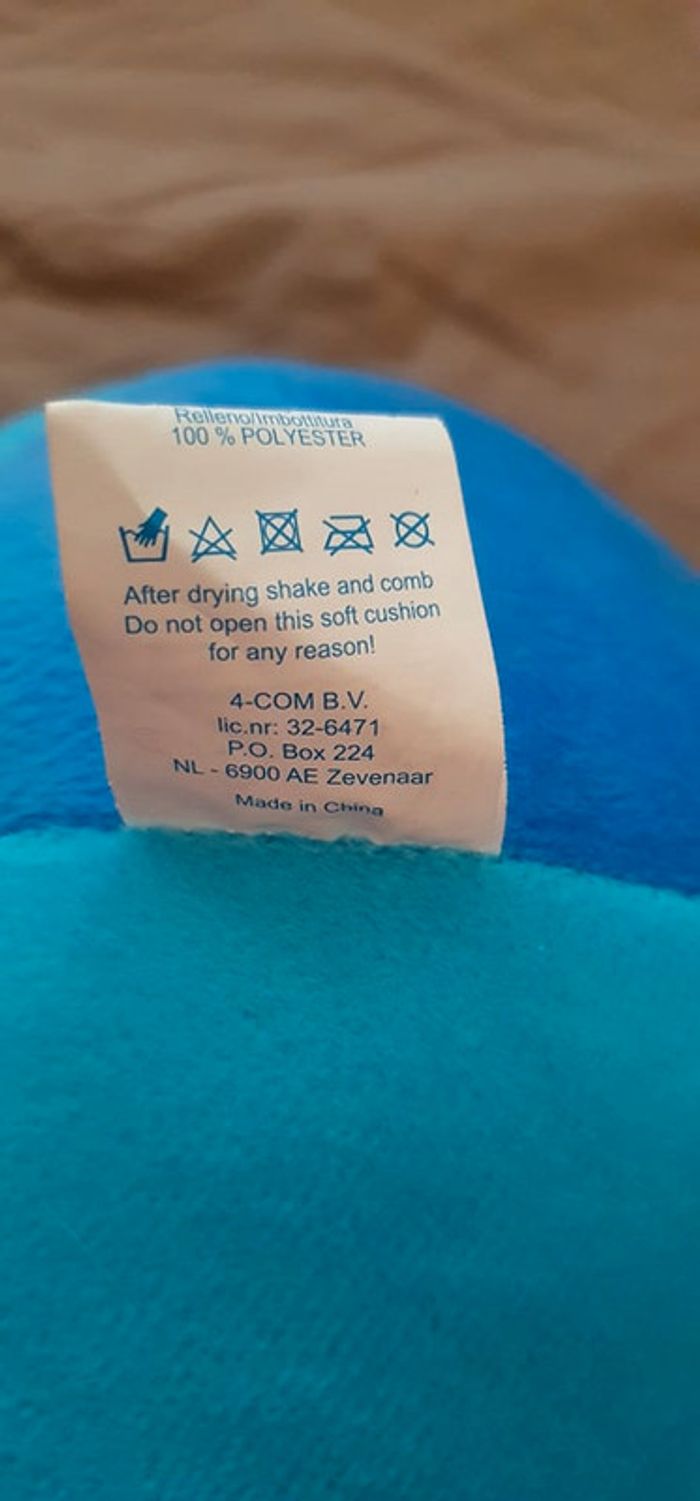 Relleno/Imbottitura
100 % POLYESTER
After drying shake and comb
Do not open this soft cushion
for any reason!
4-COM B.V.
lic.nr: 32-6471
P.O. Box 224
NL - 6900 AE Zevenaar
Made in China